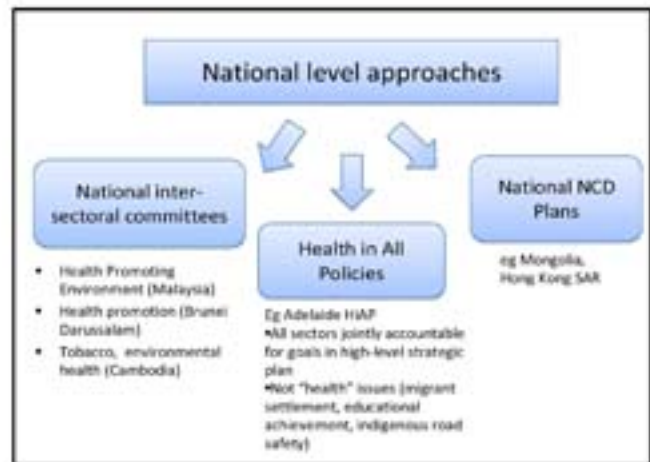 National level approaches
National inter-
sectoral committees
• Health Promoting
Environment (Malaysia)
• Health promotion (Brunei
Darussalam)
• Tobacco, environmental
health (Cambodia)
Health in All
Policies
Eg Adelaide HiAP
•All sectors jointly accountable
for goals in high-level strategic
plan
•Not "health" issues (migrant
settlement, educational
achievement, indigenous road
safety)
National NCD
Plans
eg Mongolia,
Hong Kong SAR